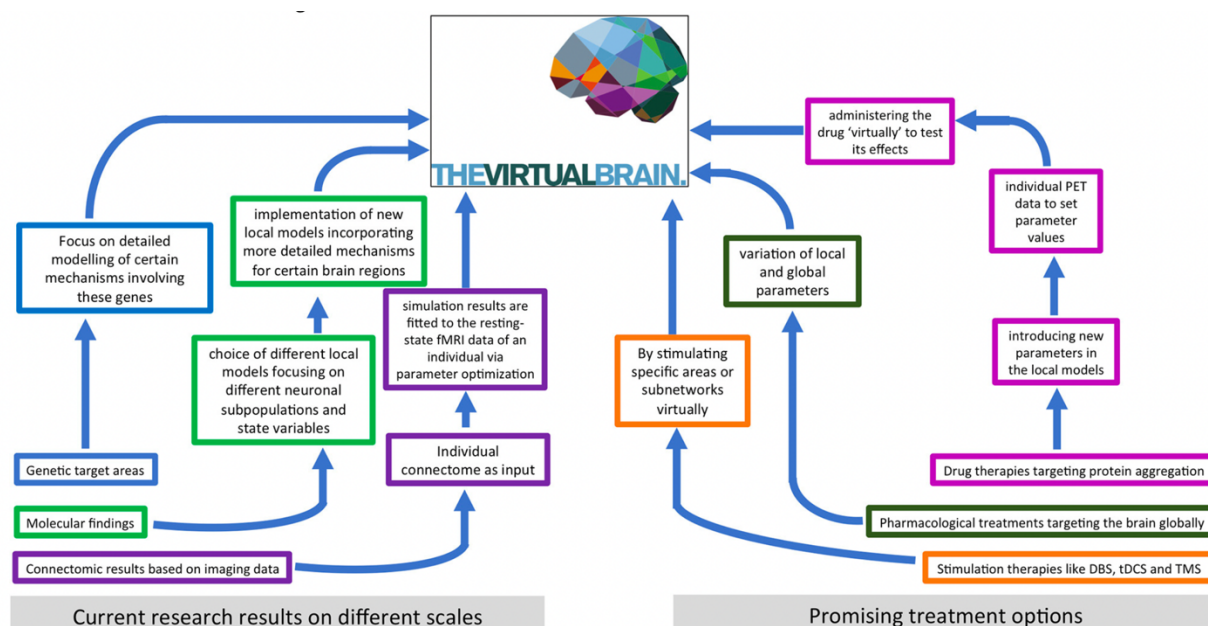 THEVIRTUALBRAIN.
Focus on detailed
modelling of certain
mechanisms involving
these genes
Genetic target areas
implementation of new
local models incorporating
more detailed mechanisms
for certain brain regions
choice of different local
models focusing on
different neuronal
subpopulations and
state variables
Molecular findings
simulation results are
fitted to the resting-
state fMRI data of an
individual via
parameter optimization
Individual
connectome as input
Connectomic results based on imaging data
Current research results on different scales
By stimulating
specific areas or
subnetworks
virtually
Stimulation therapies like DBS, tDCS and TMS
variation of local
and global
parameters
Pharmacological treatments targeting the brain globally
administering the
drug ‘virtually’ to test
its effects
individual PET
data to set
parameter
values
introducing new
parameters in
the local models
Drug therapies targeting protein aggregation
Promising treatment options